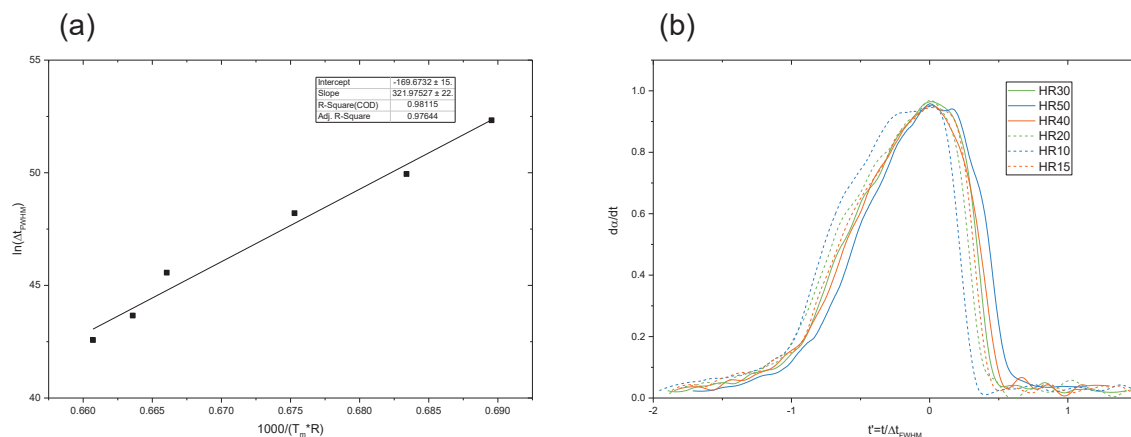 (a)
(b)
55
50
45
40
ln(Δt_FWHM)
Intercept -169.6732 ± 15.
Slope 321.97527 ± 22.
R-Square(COD) 0.98115
Adj. R-Square 0.97644
0.660 0.665 0.670 0.675 0.680 0.685 0.690
1000/(T_m*R)
1.0
0.8
0.6
0.4
0.2
0.0
dα/dt
HR30
HR50
HR40
HR20
HR10
HR15
-2 -1 0 1
t'=t/Δt_FWHM